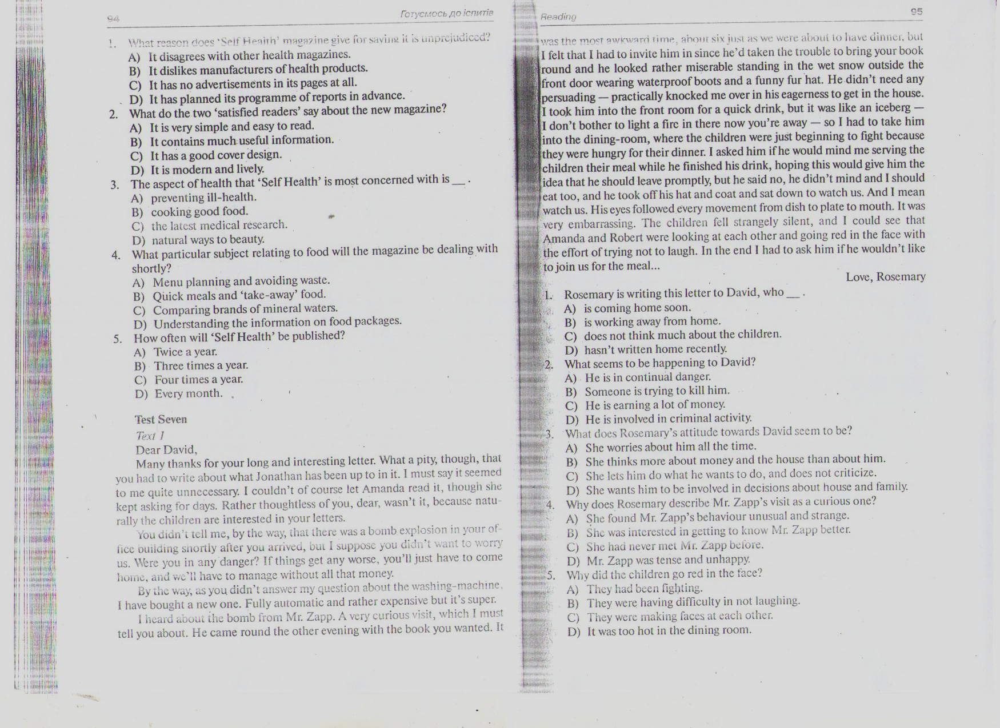 94
Готуємось до іспитів
1. What reason does ‘Self Health’ magazine give for saying it is unprejudiced?
A) It disagrees with other health magazines.
B) It dislikes manufacturers of health products.
C) It has no advertisements in its pages at all.
D) It has planned its programme of reports in advance.
2. What do the two ‘satisfied readers’ say about the new magazine?
A) It is very simple and easy to read.
B) It contains much useful information.
C) It has a good cover design.
D) It is modern and lively.
3. The aspect of health that ‘Self Health’ is most concerned with is __ .
A) preventing ill-health.
B) cooking good food.
C) the latest medical research.
D) natural ways to beauty.
4. What particular subject relating to food will the magazine be dealing with
shortly?
A) Menu planning and avoiding waste.
B) Quick meals and ‘take-away’ food.
C) Comparing brands of mineral waters.
D) Understanding the information on food packages.
5. How often will ‘Self Health’ be published?
A) Twice a year.
B) Three times a year.
C) Four times a year.
D) Every month.
Test Seven
Text 1
Dear David,
Many thanks for your long and interesting letter. What a pity, though, that
you had to write about what Jonathan has been up to in it. I must say it seemed
to me quite unnecessary. I couldn’t of course let Amanda read it, though she
kept asking for days. Rather thoughtless of you, dear, wasn’t it, because natu-
rally the children are interested in your letters.
You didn’t tell me, by the way, that there was a bomb explosion in your of-
fice building shortly after you arrived, but I suppose you didn’t want to worry
us. Were you in any danger? If things get any worse, you’ll just have to come
home, and we’ll have to manage without all that money.
By the way, as you didn’t answer my question about the washing-machine,
I have bought a new one. Fully automatic and rather expensive but it’s super.
I heard about the bomb from Mr. Zapp. A very curious visit, which I must
tell you about. He came round the other evening with the book you wanted. It
Reading
95
was the most awkward time, about six just as we were about to have dinner, but
I felt that I had to invite him in since he’d taken the trouble to bring your book
round and he looked rather miserable standing in the wet snow outside the
front door wearing waterproof boots and a funny fur hat. He didn’t need any
persuading — practically knocked me over in his eagerness to get in the house.
I took him into the front room for a quick drink, but it was like an iceberg —
I don’t bother to light a fire in there now you’re away — so I had to take him
into the dining-room, where the children were just beginning to fight because
they were hungry for their dinner. I asked him if he would mind me serving the
children their meal while he finished his drink, hoping this would give him the
idea that he should leave promptly, but he said no, he didn’t mind and I should
eat too, and he took off his hat and coat and sat down to watch us. And I mean
watch us. His eyes followed every movement from dish to plate to mouth. It was
very embarrassing. The children fell strangely silent, and I could see that
Amanda and Robert were looking at each other and going red in the face with
the effort of trying not to laugh. In the end I had to ask him if he wouldn’t like
to join us for the meal...
Love, Rosemary
1. Rosemary is writing this letter to David, who __ .
A) is coming home soon.
B) is working away from home.
C) does not think much about the children.
D) hasn’t written home recently.
2. What seems to be happening to David?
A) He is in continual danger.
B) Someone is trying to kill him.
C) He is earning a lot of money.
D) He is involved in criminal activity.
3. What does Rosemary’s attitude towards David seem to be?
A) She worries about him all the time.
B) She thinks more about money and the house than about him.
C) She lets him do what he wants to do, and does not criticize.
D) She wants him to be involved in decisions about house and family.
4. Why does Rosemary describe Mr. Zapp’s visit as a curious one?
A) She found Mr. Zapp’s behaviour unusual and strange.
B) She was interested in getting to know Mr. Zapp better.
C) She had never met Mr. Zapp before.
D) Mr. Zapp was tense and unhappy.
5. Why did the children go red in the face?
A) They had been fighting.
B) They were having difficulty in not laughing.
C) They were making faces at each other.
D) It was too hot in the dining room.